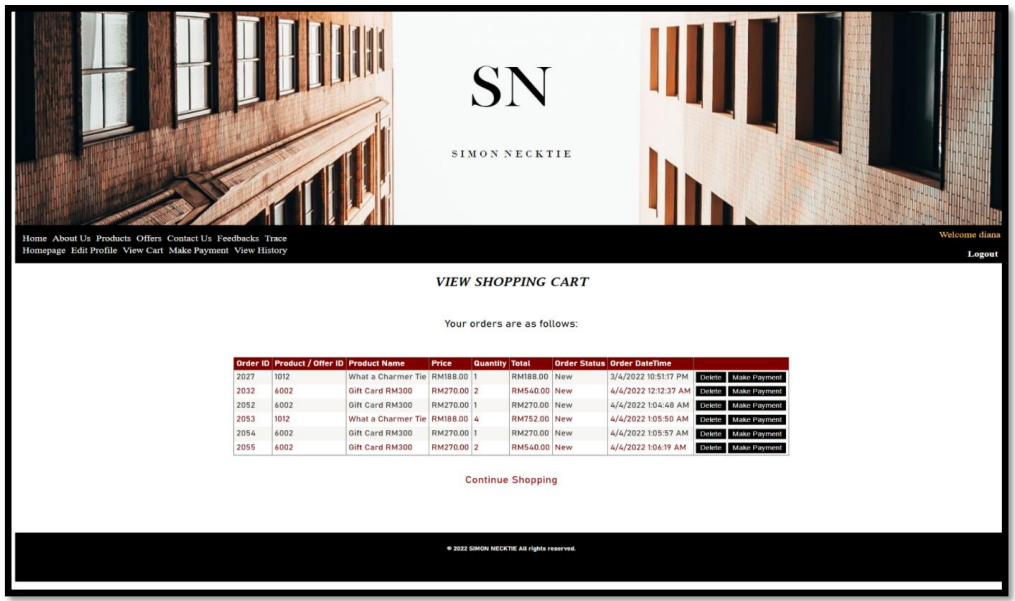 SN
SIMON NECKTIE
Home About Us Products Offers Contact Us Feedbacks Trace
Homepage Edit Profile View Cart Make Payment View History
Welcome diana
Logout
VIEW SHOPPING CART
Your orders are as follows:
Order ID Product / Offer ID Product Name Price Quantity Total Order Status Order DateTime
2027 1012 What a Charmer Tie RM188.00 1 RM188.00 New 3/4/2022 10:51:17 PM Delete Make Payment
2032 6002 Gift Card RM300 RM270.00 2 RM540.00 New 4/4/2022 12:12:37 AM Delete Make Payment
2052 6002 Gift Card RM300 RM270.00 1 RM270.00 New 4/4/2022 1:04:48 AM Delete Make Payment
2053 1012 What a Charmer Tie RM188.00 4 RM752.00 New 4/4/2022 1:05:50 AM Delete Make Payment
2054 6002 Gift Card RM300 RM270.00 1 RM270.00 New 4/4/2022 1:05:57 AM Delete Make Payment
2055 6002 Gift Card RM300 RM270.00 2 RM540.00 New 4/4/2022 1:06:19 AM Delete Make Payment
Continue Shopping
© 2022 SIMON NECKTIE All rights reserved.